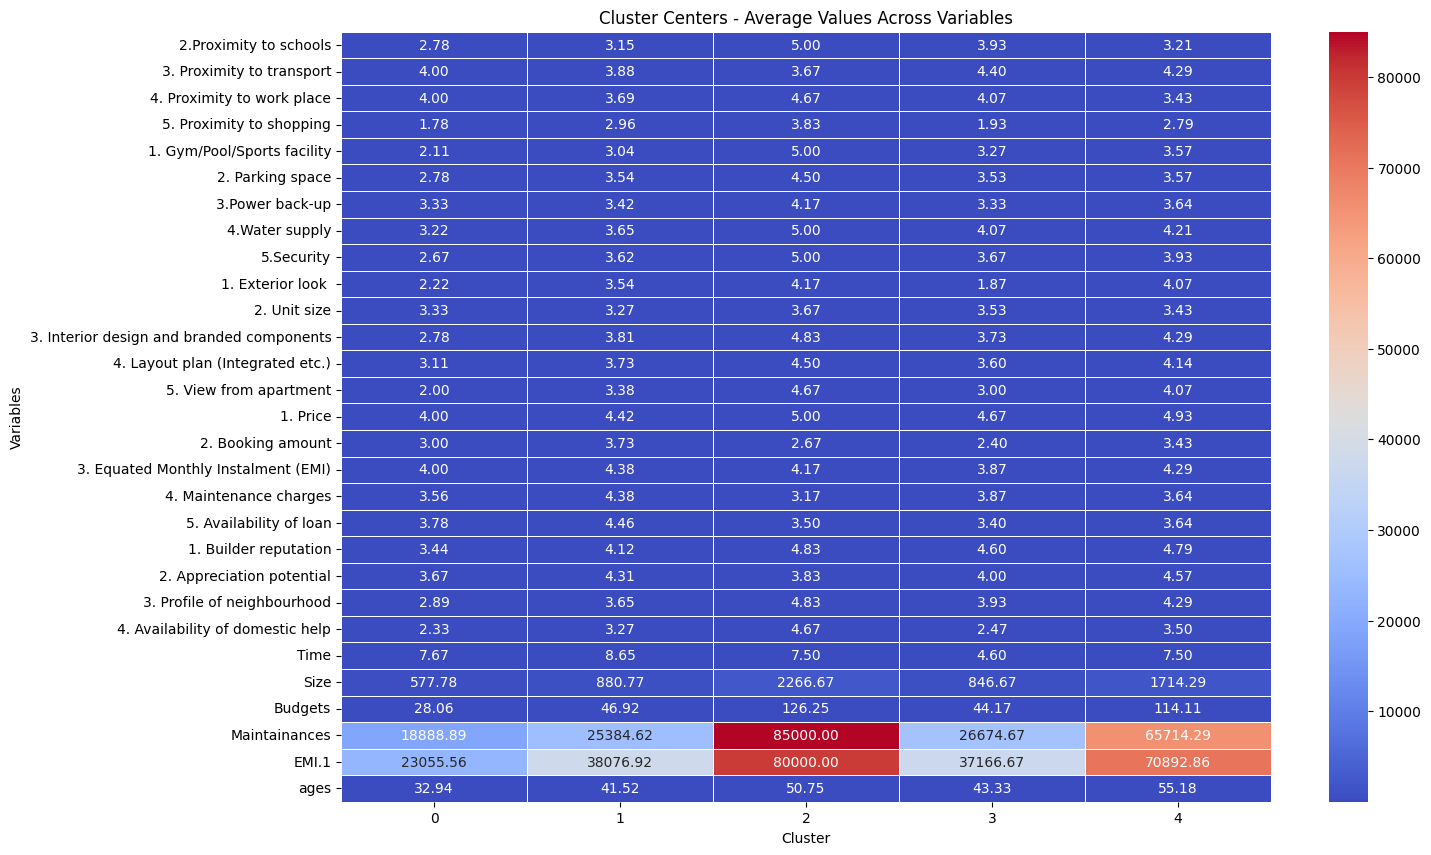 Cluster Centers - Average Values Across Variables
2.Proximity to schools 2.78 3.15 5.00 3.93 3.21
3. Proximity to transport 4.00 3.88 3.67 4.40 4.29
4. Proximity to work place 4.00 3.69 4.67 4.07 3.43
5. Proximity to shopping 1.78 2.96 3.83 1.93 2.79
1. Gym/Pool/Sports facility 2.11 3.04 5.00 3.27 3.57
2. Parking space 2.78 3.54 4.50 3.53 3.57
3.Power back-up 3.33 3.42 4.17 3.33 3.64
4.Water supply 3.22 3.65 5.00 4.07 4.21
5.Security 2.67 3.62 5.00 3.67 3.93
1. Exterior look 2.22 3.54 4.17 1.87 4.07
2. Unit size 3.33 3.27 3.67 3.53 3.43
3. Interior design and branded components 2.78 3.81 4.83 3.73 4.29
4. Layout plan (Integrated etc.) 3.11 3.73 4.50 3.60 4.14
5. View from apartment 2.00 3.38 4.67 3.00 4.07
1. Price 4.00 4.42 5.00 4.67 4.93
2. Booking amount 3.00 3.73 2.67 2.40 3.43
3. Equated Monthly Instalment (EMI) 4.00 4.38 4.17 3.87 4.29
4. Maintenance charges 3.56 4.38 3.17 3.87 3.64
5. Availability of loan 3.78 4.46 3.50 3.40 3.64
1. Builder reputation 3.44 4.12 4.83 4.60 4.79
2. Appreciation potential 3.67 4.31 3.83 4.00 4.57
3. Profile of neighbourhood 2.89 3.65 4.83 3.93 4.29
4. Availability of domestic help 2.33 3.27 4.67 2.47 3.50
Time 7.67 8.65 7.50 4.60 7.50
Size 577.78 880.77 2266.67 846.67 1714.29
Budgets 28.06 46.92 126.25 44.17 114.11
Maintainances 18888.89 25384.62 85000.00 26674.67 65714.29
EMI.1 23055.56 38076.92 80000.00 37166.67 70892.86
ages 32.94 41.52 50.75 43.33 55.18
0 1 2 3 4
Cluster
Variables
80000
70000
60000
50000
40000
30000
20000
10000